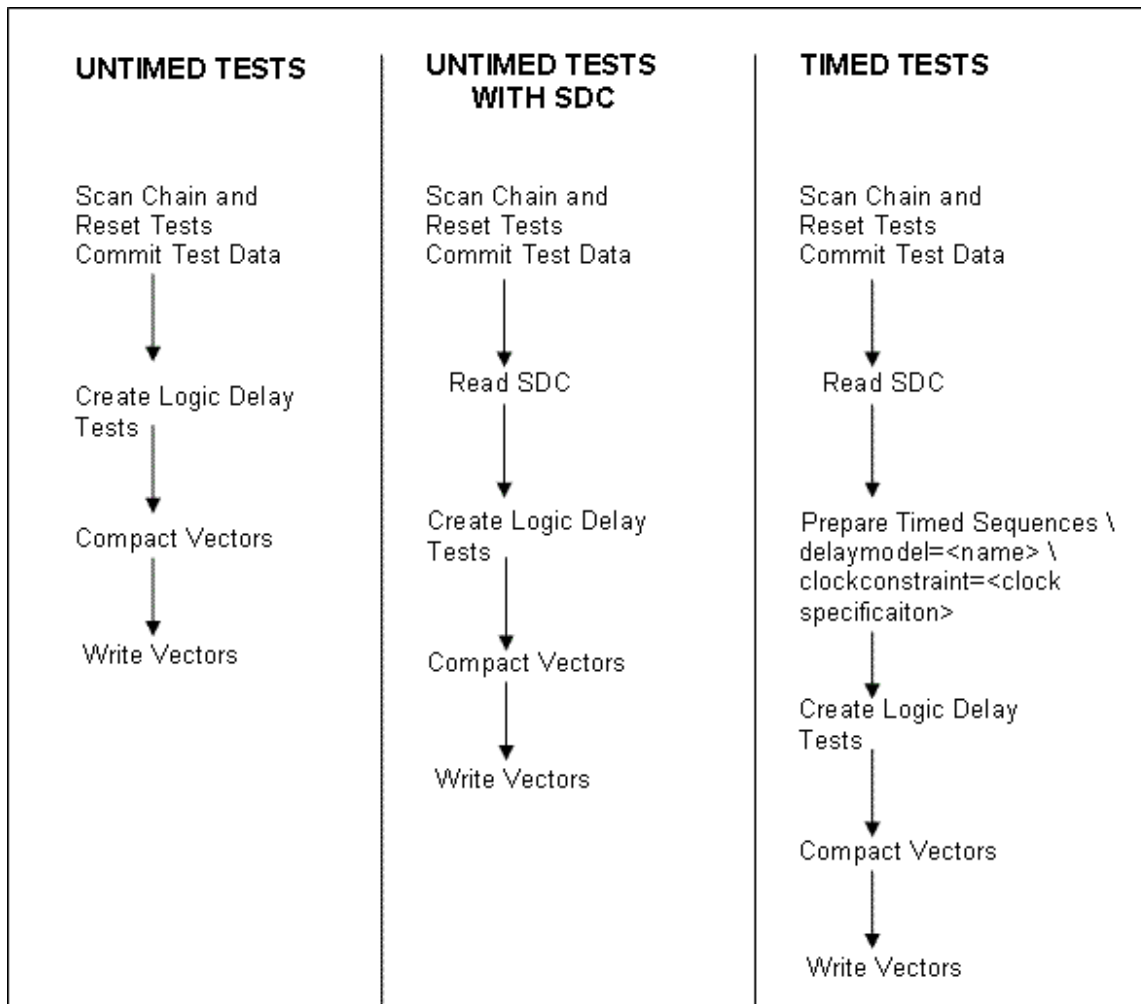 UNTIMED TESTS
Scan Chain and
Reset Tests
Commit Test Data
Create Logic Delay
Tests
Compact Vectors
Write Vectors
UNTIMED TESTS
WITH SDC
Scan Chain and
Reset Tests
Commit Test Data
Read SDC
Create Logic Delay
Tests
Compact Vectors
Write Vectors
TIMED TESTS
Scan Chain and
Reset Tests
Commit Test Data
Read SDC
Prepare Timed Sequences \
delaymodel=<name> \
clockconstraint=<clock
specificaiton>
Create Logic Delay
Tests
Compact Vectors
Write Vectors